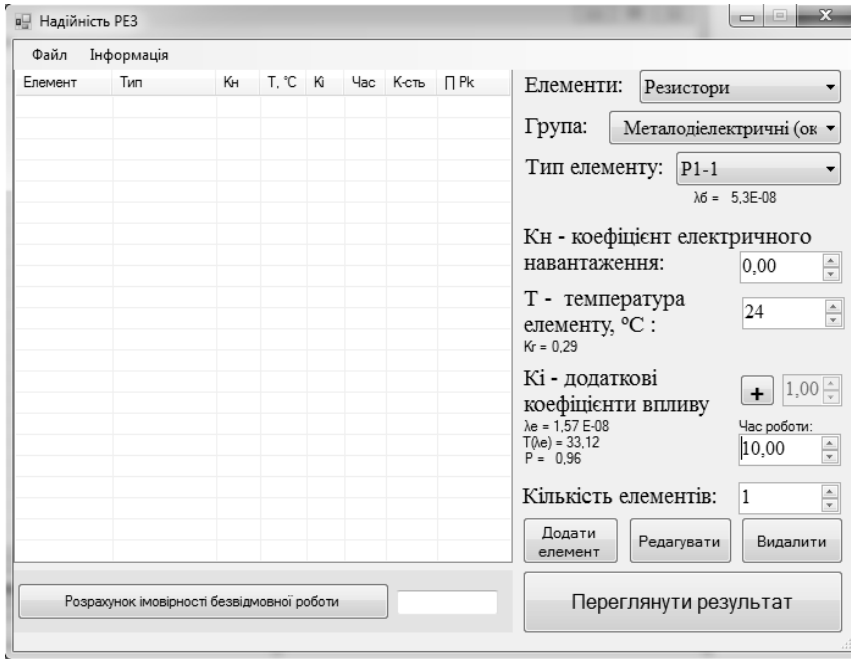 Надійність РЕЗ
Файл Інформація
Елемент Тип Кн Т, °С Кі Час К-сть ∏ Pk
Елементи: Резистори
Група: Металодіелектричні (ок
Тип елементу: Р1-1
λб = 5,3E-08
Кн - коефіцієнт електричного
навантаження: 0,00
Т - температура
елементу, °С : 24
Кr = 0,29
Кі - додаткові
коефіцієнти впливу + 1,00
λе = 1,57 E-08
Т(λе) = 33,12
Р = 0,96
Час роботи:
10,00
Кількість елементів: 1
Додати
елемент
Редагувати
Видалити
Розрахунок імовірності безвідмовної роботи
Переглянути результат